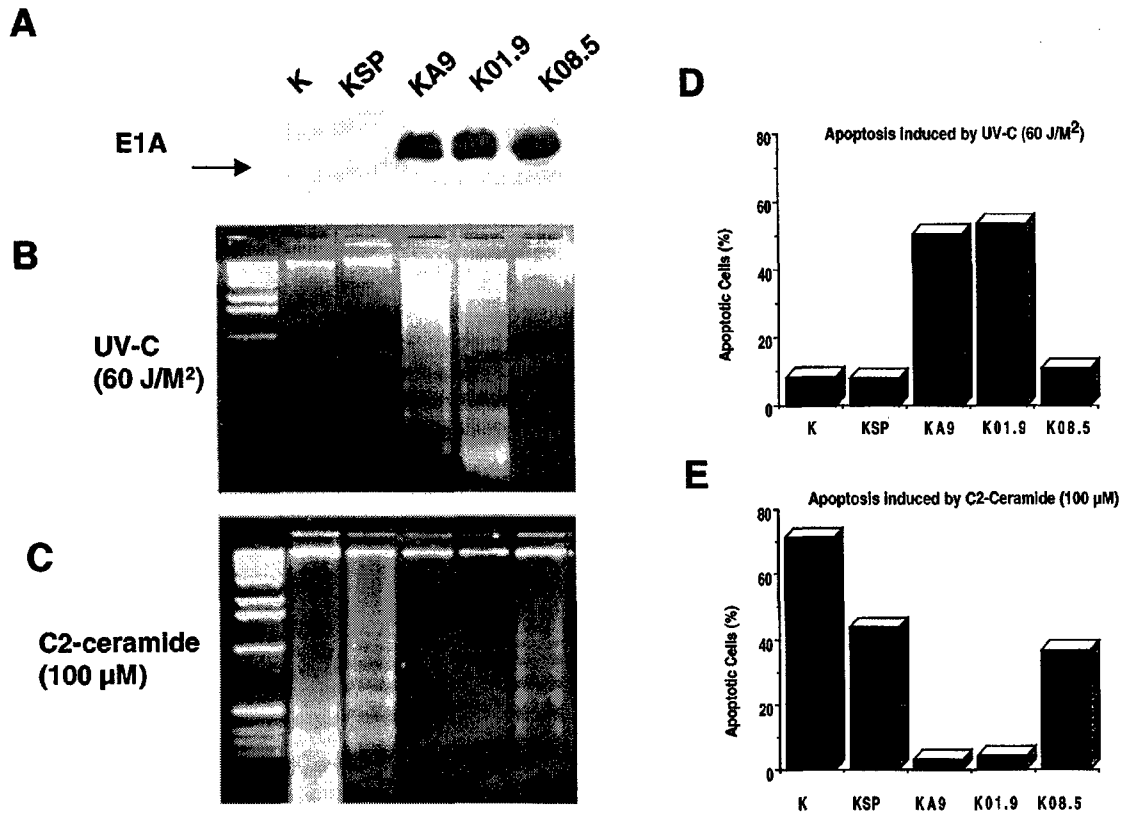 A
K KSP KA9 K01.9 K08.5
E1A
B
UV-C
(60 J/M²)
C
C2-ceramide
(100 µM)
D
Apoptosis induced by UV-C (60 J/M²)
Apoptotic Cells (%)
80
60
40
20
0
K KSP KA9 K01.9 K08.5
E
Apoptosis induced by C2-Ceramide (100 µM)
Apoptotic Cells (%)
80
60
40
20
0
K KSP KA9 K01.9 K08.5